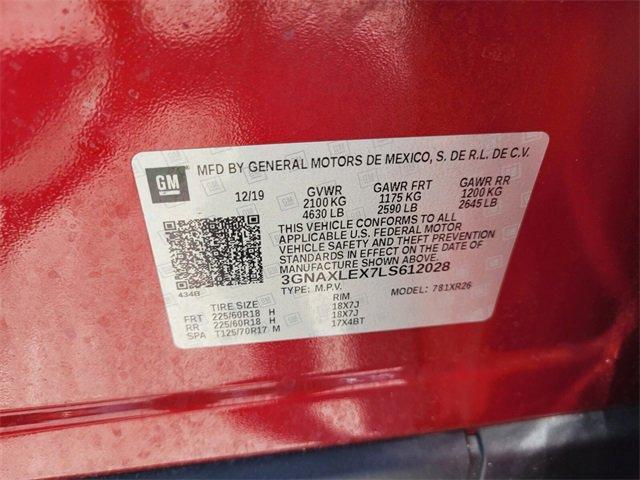 MFD BY GENERAL MOTORS DE MEXICO, S. DE R.L. DE C.V.
GM
12/19 GVWR GAWR FRT GAWR RR
2100 KG 1175 KG 1200 KG
4630 LB 2590 LB 2645 LB
THIS VEHICLE CONFORMS TO ALL
APPLICABLE U.S. FEDERAL MOTOR
VEHICLE SAFETY AND THEFT PREVENTION
STANDARDS IN EFFECT ON THE DATE OF
MANUFACTURE SHOWN ABOVE.
3GNAXLEX7LS612028
434B
TYPE: M.P.V. MODEL: 781XR26
TIRE SIZE RIM
FRT 225/60R18 H 18X7J
RR 225/60R18 H 18X7J
SPA T125/70R17 M 17X4BT